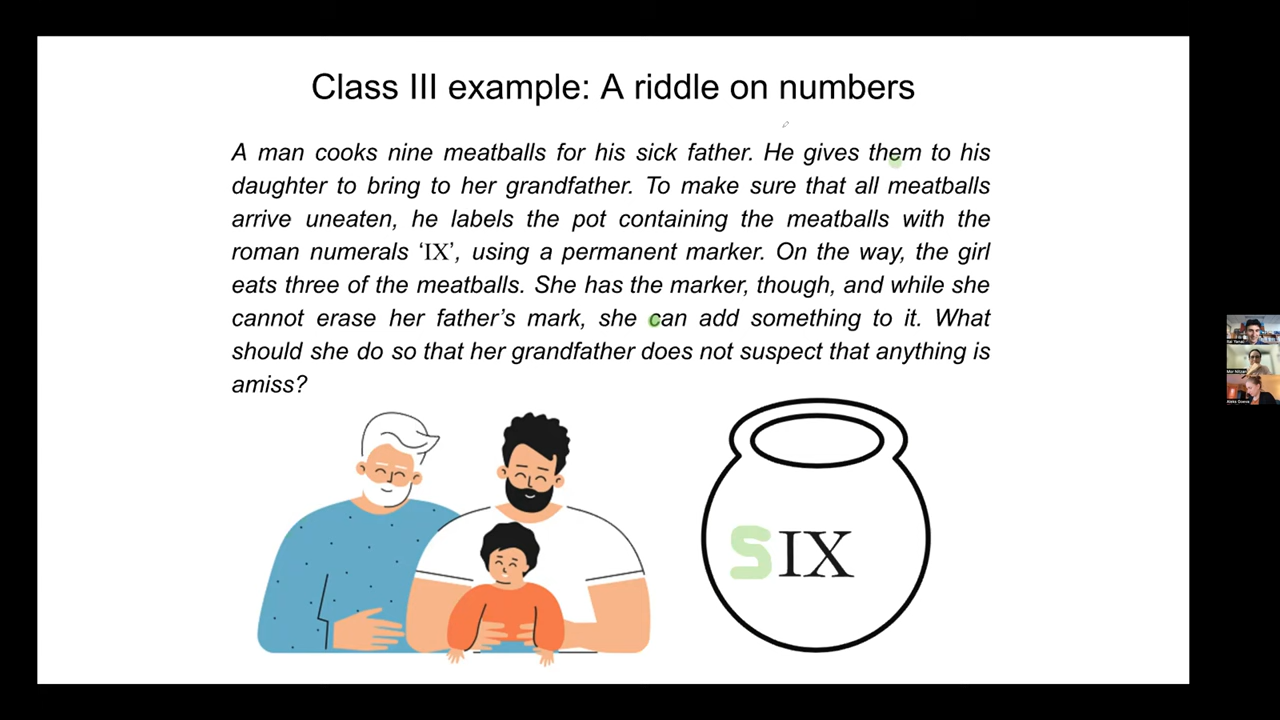 Class III example: A riddle on numbers
A man cooks nine meatballs for his sick father. He gives them to his
daughter to bring to her grandfather. To make sure that all meatballs
arrive uneaten, he labels the pot containing the meatballs with the
roman numerals ‘IX’, using a permanent marker. On the way, the girl
eats three of the meatballs. She has the marker, though, and while she
cannot erase her father’s mark, she can add something to it. What
should she do so that her grandfather does not suspect that anything is
amiss?
SIX